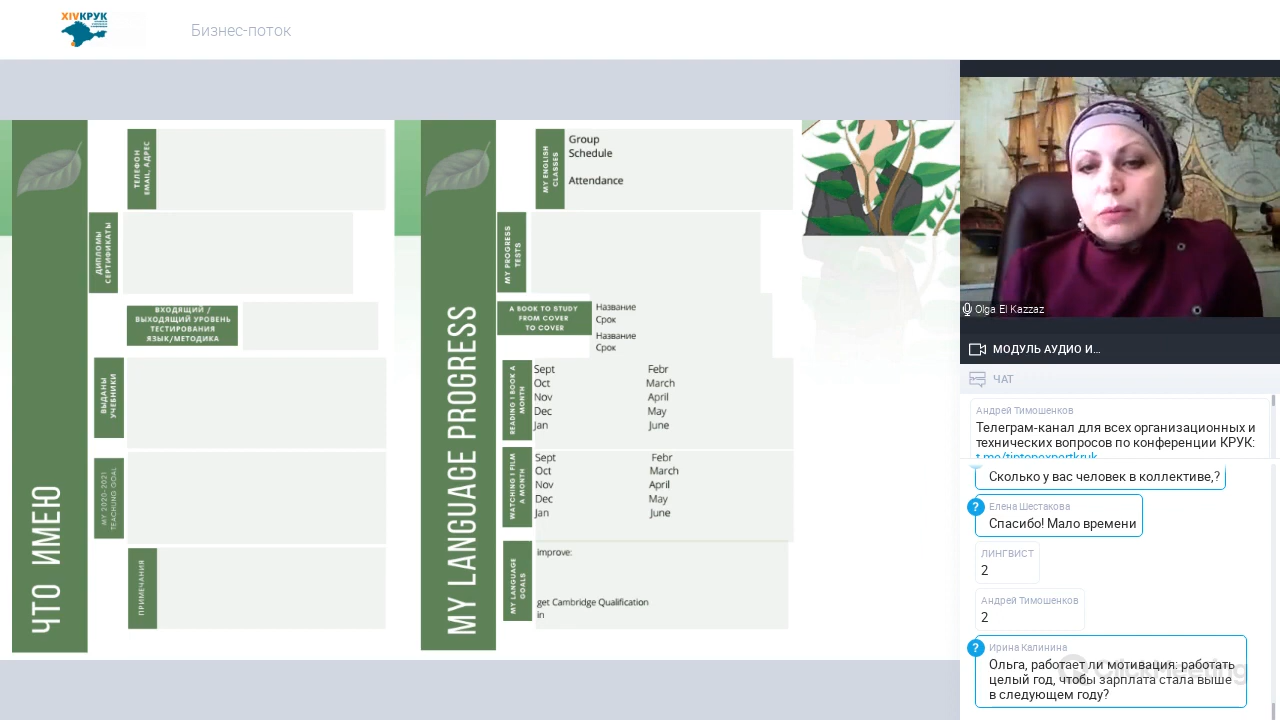 XIVКРУК
Бизнес-поток
ЧТО ИМЕЮ
ТЕЛЕФОН
EMAIL, АДРЕС
ДИПЛОМЫ
СЕРТИФИКАТЫ
ВХОДЯЩИЙ /
ВЫХОДЯЩИЙ УРОВЕНЬ
ТЕСТИРОВАНИЯ
ЯЗЫК/МЕТОДИКА
ВЫДАНЫ
УЧЕБНИКИ
MY 2020-2021
TEACHING GOAL
ПРИМЕЧАНИЯ
MY LANGUAGE PROGRESS
MY ENGLISH
CLASSES
Group
Schedule
Attendance
MY PROGRESS
TESTS
A BOOK TO STUDY
FROM COVER
TO COVER
Название
Срок
Название
Срок
READING 1 BOOK A
MONTH
Sept Febr
Oct March
Nov April
Dec May
Jan June
WATCHING 1 FILM
A MONTH
Sept Febr
Oct March
Nov April
Dec May
Jan June
MY LANGUAGE
GOALS
improve:
get Cambridge Qualification
in
Olga El Kazzaz
МОДУЛЬ АУДИО И...
ЧАТ
Андрей Тимошенков
Телеграм-канал для всех организационных и
технических вопросов по конференции КРУК:
t.me/tiptopexpertkruk
Сколько у вас человек в коллективе,?
Елена Шестакова
Спасибо! Мало времени
ЛИНГВИСТ
2
Андрей Тимошенков
2
Ирина Калинина
Ольга, работает ли мотивация: работать
целый год, чтобы зарплата стала выше
в следующем году?
ClickMeeting